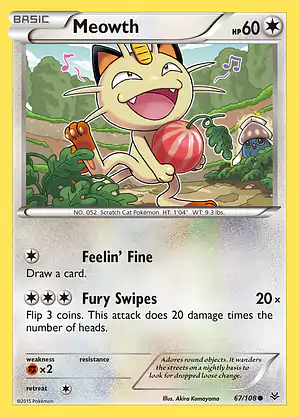 BASIC Meowth HP60
NO. 052 Scratch Cat Pokémon HT: 1'04" WT: 9.3 lbs.
Feelin' Fine
Draw a card.
Fury Swipes 20×
Flip 3 coins. This attack does 20 damage times the
number of heads.
weakness resistance
×2
retreat
Adores round objects. It wanders
the streets on a nightly basis to
look for dropped loose change.
Illus. Akira Komayama 67/108
©2015 Pokémon